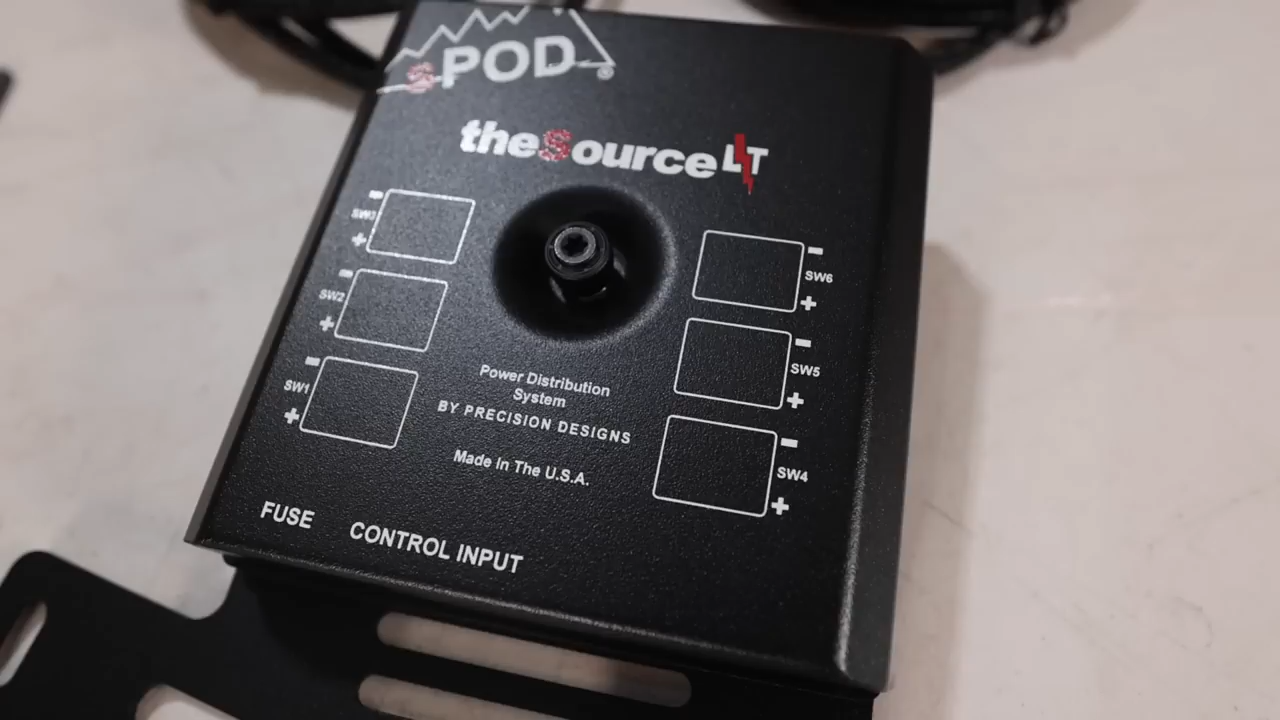 sPOD®
theSourceLT
- SW3 +
- SW2 +
- SW1 +
- SW6 +
- SW5 +
- SW4 +
Power Distribution
System
BY PRECISION DESIGNS
Made In The U.S.A.
FUSE
CONTROL INPUT